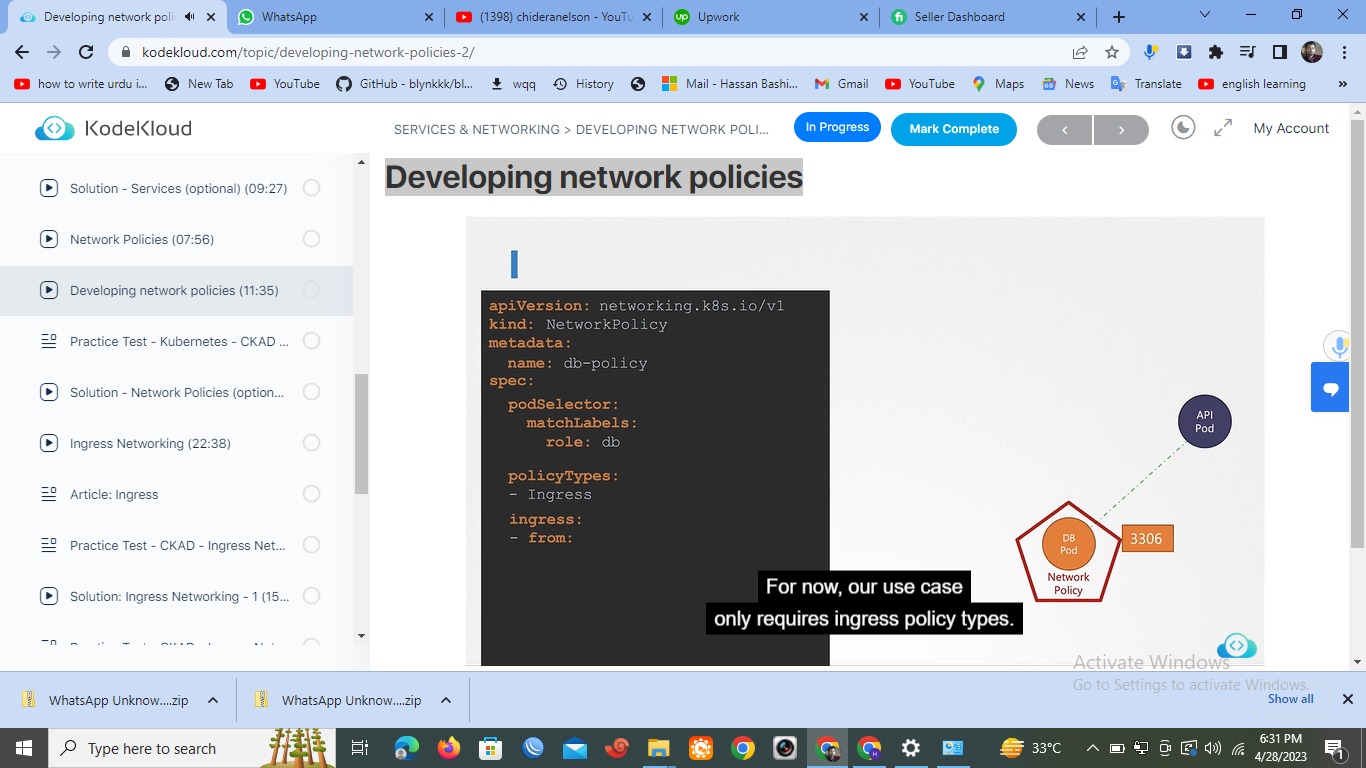 Developing network poli
WhatsApp
(1398) chideranelson - YouTu
Upwork
Seller Dashboard
kodekloud.com/topic/developing-network-policies-2/
how to write urdu i...
New Tab
YouTube
GitHub - blynkkk/bl...
wqq
History
Mail - Hassan Bashi...
Gmail
YouTube
Maps
News
Translate
english learning
»
KodeKloud
SERVICES & NETWORKING > DEVELOPING NETWORK POLI...
In Progress
Mark Complete
<
>
My Account
Solution - Services (optional) (09:27)
Network Policies (07:56)
Developing network policies (11:35)
Practice Test - Kubernetes - CKAD ...
Solution - Network Policies (option...
Ingress Networking (22:38)
Article: Ingress
Practice Test - CKAD - Ingress Net...
Solution: Ingress Networking - 1 (15...
Developing network policies
apiVersion: networking.k8s.io/v1
kind: NetworkPolicy
metadata:
name: db-policy
spec:
podSelector:
matchLabels:
role: db
policyTypes:
- Ingress
ingress:
- from:
API
Pod
DB
Pod
3306
Network
Policy
For now, our use case
only requires ingress policy types.
Activate Windows
Go to Settings to activate Windows.
WhatsApp Unknow....zip
WhatsApp Unknow....zip
Show all
Type here to search
33°C
6:31 PM
4/28/2023
1